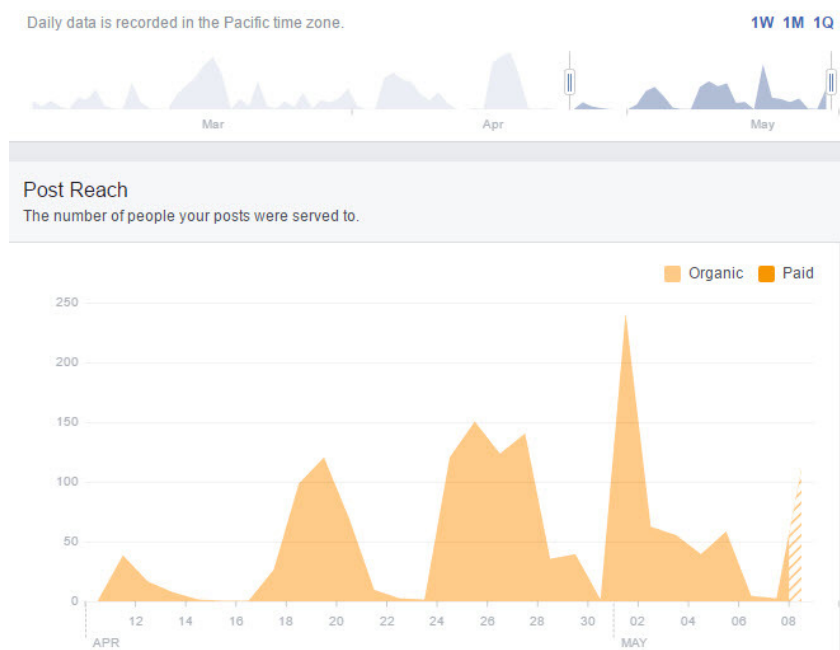 Daily data is recorded in the Pacific time zone.
1W 1M 1Q
Mar Apr May
Post Reach
The number of people your posts were served to.
Organic Paid
250
200
150
100
50
0
12 14 16 18 20 22 24 26 28 30 02 04 06 08
APR MAY